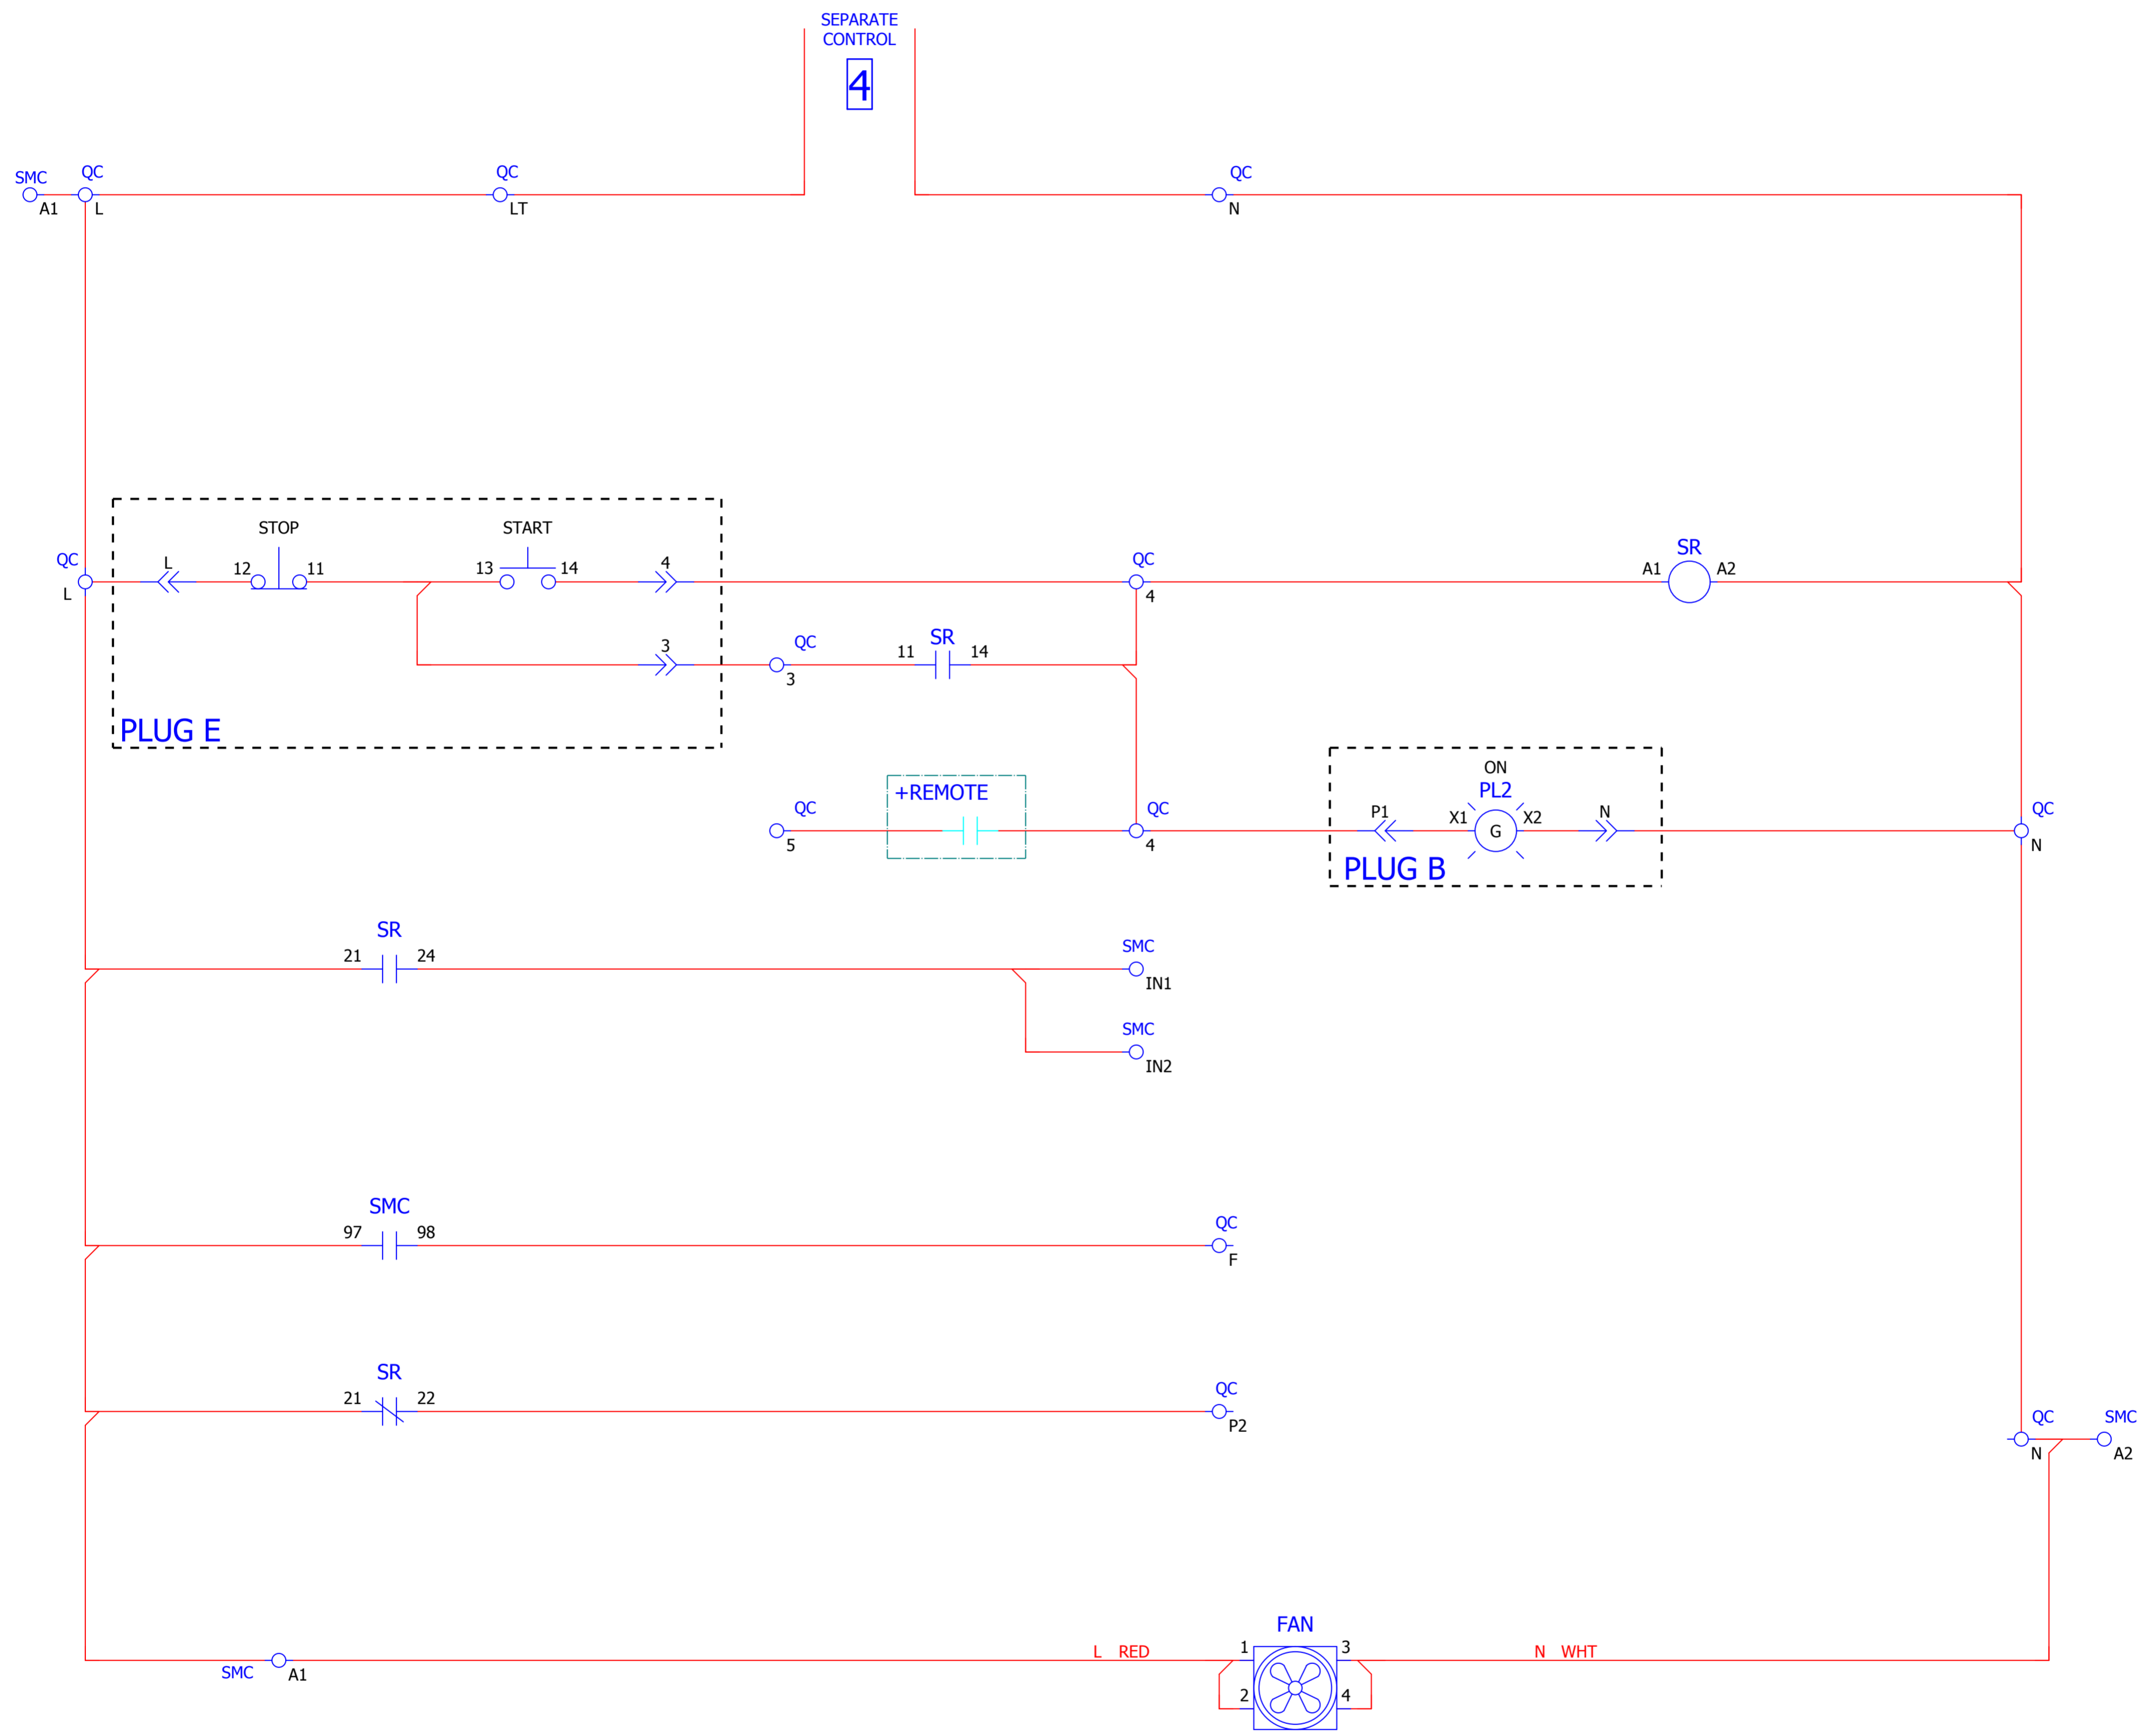 SEPARATE
CONTROL
4
SMC
A1
QC
L
QC
LT
QC
N
QC
L
L
STOP
12
11
START
13
14
4
3
PLUG E
QC
4
SR
A1
A2
QC
3
SR
11
14
QC
5
+REMOTE
QC
4
ON
PL2
P1
X1
G
X2
N
PLUG B
QC
N
SR
21
24
SMC
IN1
SMC
IN2
SMC
97
98
QC
F
SR
21
22
QC
P2
QC
N
SMC
A2
SMC
A1
L RED
FAN
1
3
2
4
N WHT